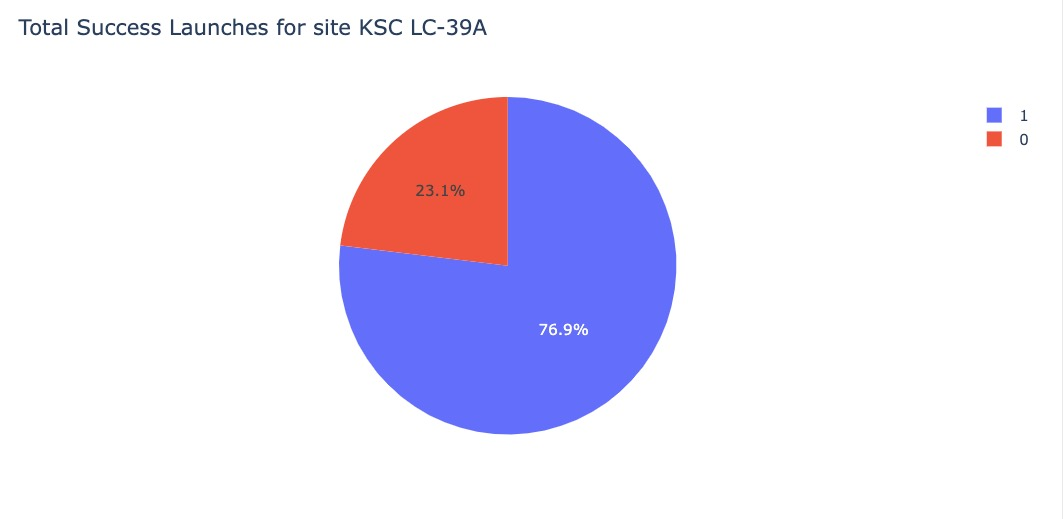 Total Success Launches for site KSC LC-39A
1
0
23.1%
76.9%